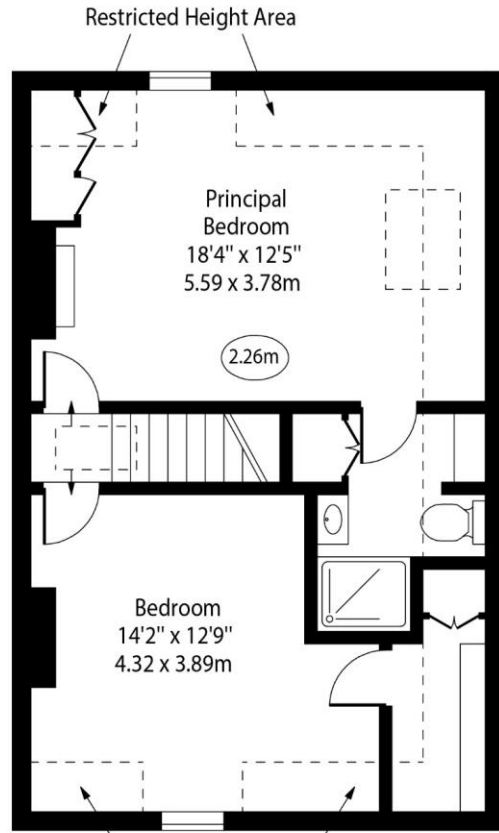 Restricted Height Area
Principal
Bedroom
18'4" x 12'5"
5.59 x 3.78m
2.26m
Bedroom
14'2" x 12'9"
4.32 x 3.89m